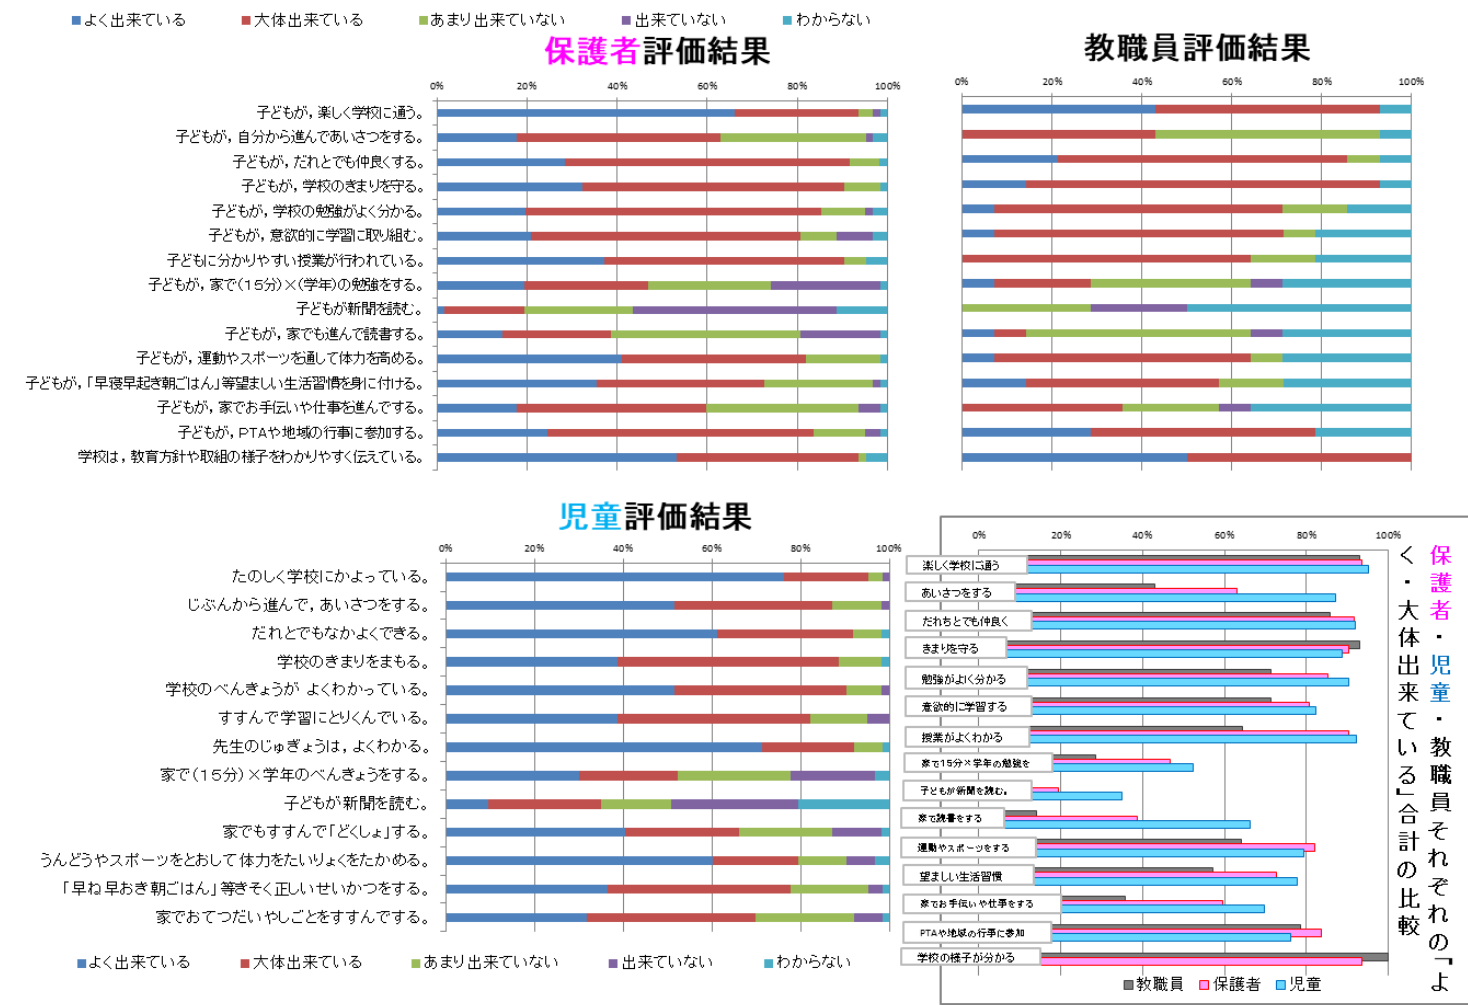 よく出来ている 大体出来ている あまり出来ていない 出来ていない わからない
保護者評価結果
0% 20% 40% 60% 80% 100%
子どもが，楽しく学校に通う。
子どもが，自分から進んであいさつをする。
子どもが，だれとでも仲良くする。
子どもが，学校のきまりを守る。
子どもが，学校の勉強がよく分かる。
子どもが，意欲的に学習に取り組む。
子どもに分かりやすい授業が行われている。
子どもが，家で（１５分）×（学年）の勉強をする。
子どもが新聞を読む。
子どもが，家でも進んで読書する。
子どもが，運動やスポーツを通して体力を高める。
子どもが，「早寝早起き朝ごはん」等望ましい生活習慣を身に付ける。
子どもが，家でお手伝いや仕事を進んでする。
子どもが，PTAや地域の行事に参加する。
学校は，教育方針や取組の様子をわかりやすく伝えている。
教職員評価結果
0% 20% 40% 60% 80% 100%
児童評価結果
0% 20% 40% 60% 80% 100%
たのしく学校にかよっている。
じぶんから進んで，あいさつをする。
だれとでもなかよくできる。
学校のきまりをまもる。
学校のべんきょうが よくわかっている。
すすんで学習にとりくんでいる。
先生のじゅぎょうは，よくわかる。
家で（１５分）×学年のべんきょうをする。
子どもが新聞を読む。
家でもすすんで「どくしょ」する。
うんどうやスポーツをとおして体力をたいりょくをたかめる。
「早ね早おき朝ごはん」等きそく正しいせいかつをする。
家でおてつだいやしごとをすすんでする。
よく出来ている 大体出来ている あまり出来ていない 出来ていない わからない
保護者・児童・教職員それぞれの「よ
く・大体出来ている」合計の比較
0% 20% 40% 60% 80% 100%
楽しく学校に通う
あいさつをする
だれちとでも仲良く
きまりを守る
勉強がよく分かる
意欲的に学習する
授業がよくわかる
家で１５分×学年の勉強を
子どもが新聞を読む。
家で読書をする
運動やスポーツをする
望ましい生活習慣
家でお手伝いや仕事をする
PTAや地域の行事に参加
学校の様子が分かる
教職員 保護者 児童